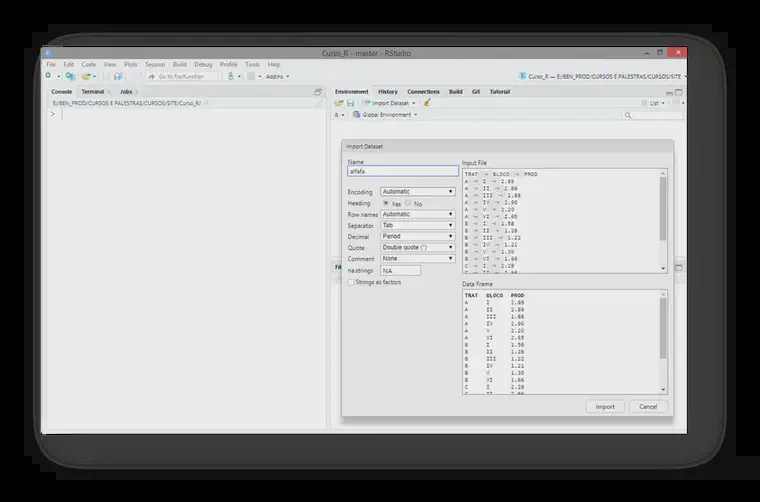 Curso_R - master - RStudio
File Edit Code View Plots Session Build Debug Profile Tools Help
Go to file/function Addins
Curso_R — E:/BEN_PROD/CURSOS E PALESTRAS/CURSOS/SITE
Console Terminal Jobs
E:/BEN_PROD/CURSOS E PALESTRAS/CURSOS/SITE/Curso_R/
>
Environment History Connections Build Git Tutorial
Import Dataset List
R Global Environment
Import Dataset
Name
alfafa
Encoding Automatic
Heading Yes No
Row names Automatic
Separator Tab
Decimal Period
Quote Double quote (")
Comment None
na.strings NA
Strings as factors
Input File
TRAT → BLOCO → PROD
A → I → 2.89
A → II → 2.88
A → III → 1.88
A → IV → 2.90
A → V → 2.20
A → VI → 2.65
B → I → 1.58
B → II → 1.28
B → III → 1.22
B → IV → 1.21
B → V → 1.30
B → VI → 1.66
C → I → 2.29
Data Frame
TRAT BLOCO PROD
A I 2.89
A II 2.88
A III 1.88
A IV 2.90
A V 2.20
A VI 2.65
B I 1.56
B II 1.28
B III 1.22
B IV 1.21
B V 1.30
B VI 1.66
C I 2.29
Import Cancel